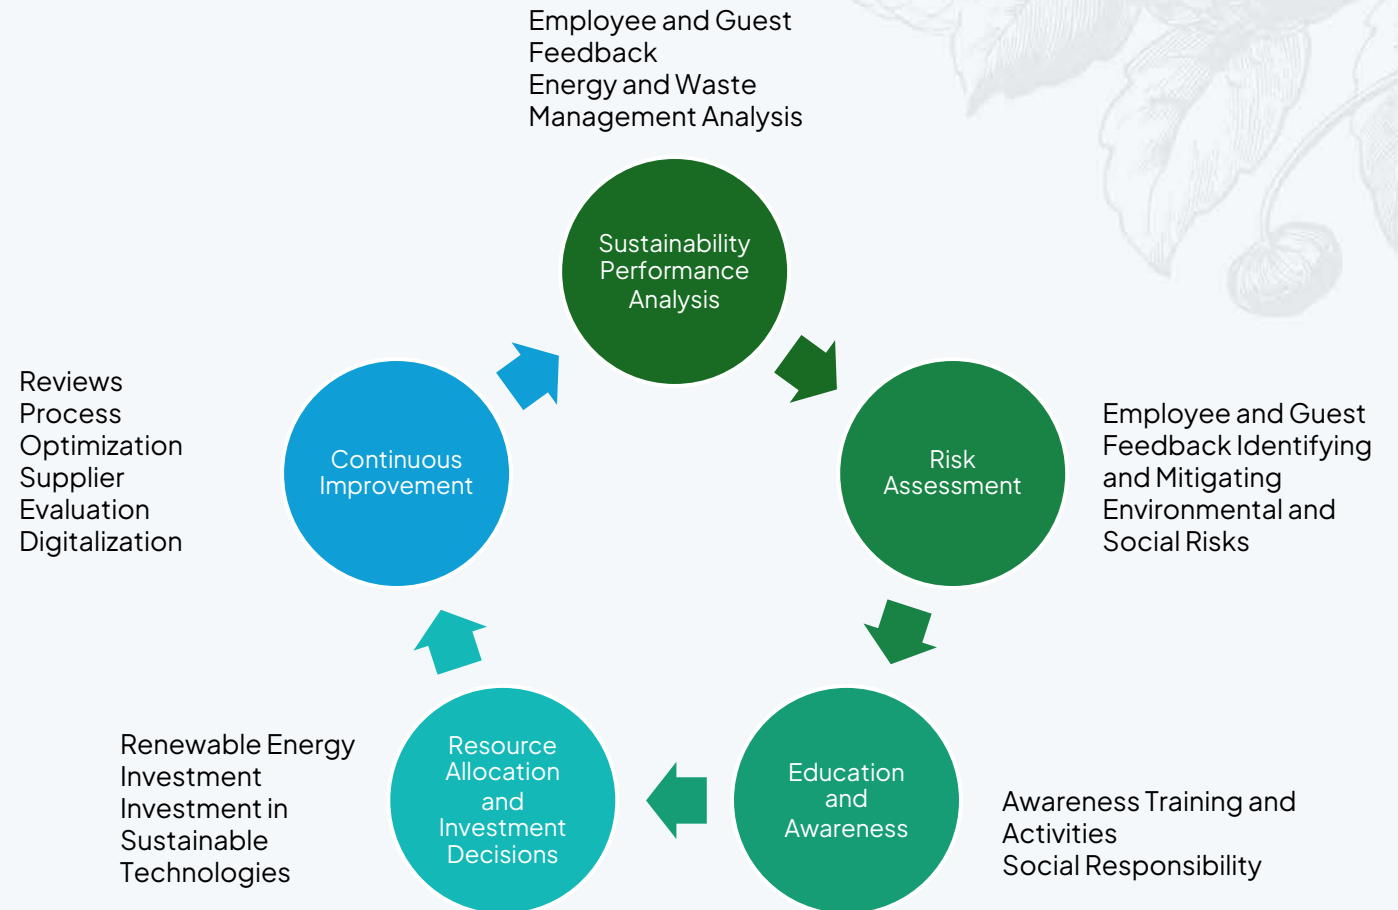 Employee and Guest
Feedback
Energy and Waste
Management Analysis
Sustainability
Performance
Analysis
Risk
Assessment
Employee and Guest
Feedback Identifying
and Mitigating
Environmental and
Social Risks
Education
and
Awareness
Awareness Training and
Activities
Social Responsibility
Resource
Allocation
and
Investment
Decisions
Renewable Energy
Investment
Investment in
Sustainable
Technologies
Continuous
Improvement
Reviews
Process
Optimization
Supplier
Evaluation
Digitalization